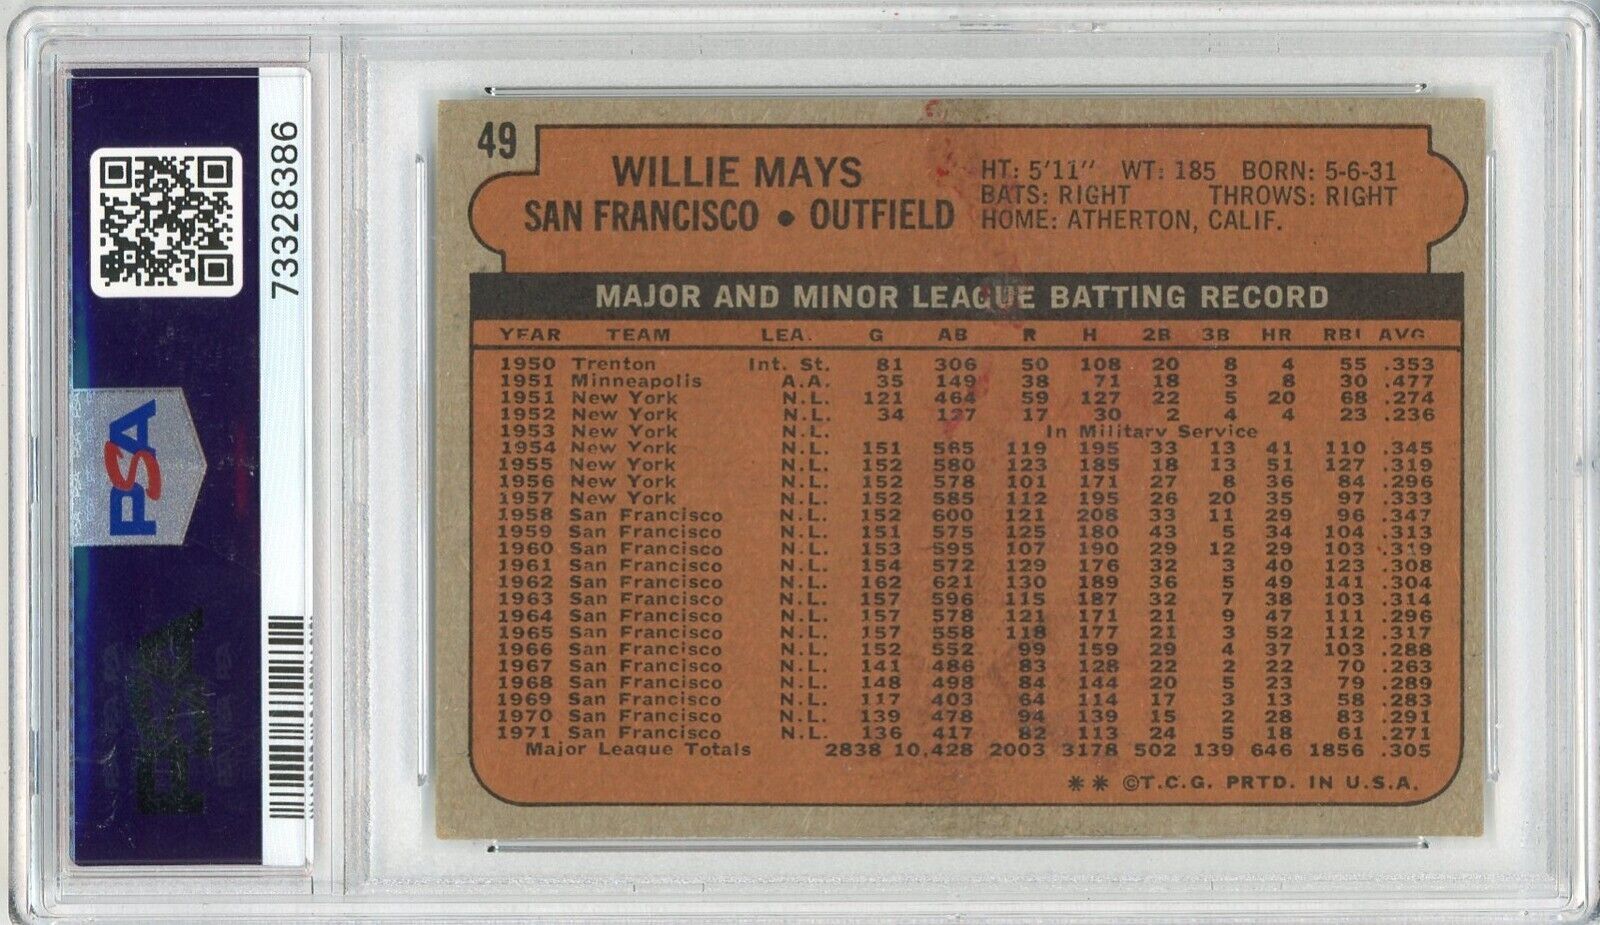 73328386
PSA
PSA
49
WILLIE MAYS
SAN FRANCISCO • OUTFIELD
HT: 5'11" WT: 185 BORN: 5-6-31
BATS: RIGHT THROWS: RIGHT
HOME: ATHERTON, CALIF.
MAJOR AND MINOR LEAGUE BATTING RECORD
YEAR TEAM LEA. G AB R H 2B 3B HR RBI AVG.
1950 Trenton Int. St. 81 306 50 108 20 8 4 55 .353
1951 Minneapolis A.A. 35 149 38 71 18 3 8 30 .477
1951 New York N.L. 121 464 59 127 22 5 20 68 .274
1952 New York N.L. 34 127 17 30 2 4 4 23 .236
1953 New York N.L. In Military Service
1954 New York N.L. 151 565 119 195 33 13 41 110 .345
1955 New York N.L. 152 580 123 185 18 13 51 127 .319
1956 New York N.L. 152 578 101 171 27 8 36 84 .296
1957 New York N.L. 152 585 112 195 26 20 35 97 .333
1958 San Francisco N.L. 152 600 121 208 33 11 29 96 .347
1959 San Francisco N.L. 151 575 125 180 43 5 34 104 .313
1960 San Francisco N.L. 153 595 107 190 29 12 29 103 .319
1961 San Francisco N.L. 154 572 129 176 32 3 40 123 .308
1962 San Francisco N.L. 162 621 130 189 36 5 49 141 .304
1963 San Francisco N.L. 157 596 115 187 32 7 38 103 .314
1964 San Francisco N.L. 157 578 121 171 21 9 47 111 .296
1965 San Francisco N.L. 157 558 118 177 21 3 52 112 .317
1966 San Francisco N.L. 152 552 99 159 29 4 37 103 .288
1967 San Francisco N.L. 141 486 83 128 22 2 22 70 .263
1968 San Francisco N.L. 148 498 84 144 20 5 23 79 .289
1969 San Francisco N.L. 117 403 64 114 17 3 13 58 .283
1970 San Francisco N.L. 139 478 94 139 15 2 28 83 .291
1971 San Francisco N.L. 136 417 82 113 24 5 18 61 .271
Major League Totals 2838 10,428 2003 3178 502 139 646 1856 .305
** ©T.C.G. PRTD. IN U.S.A.